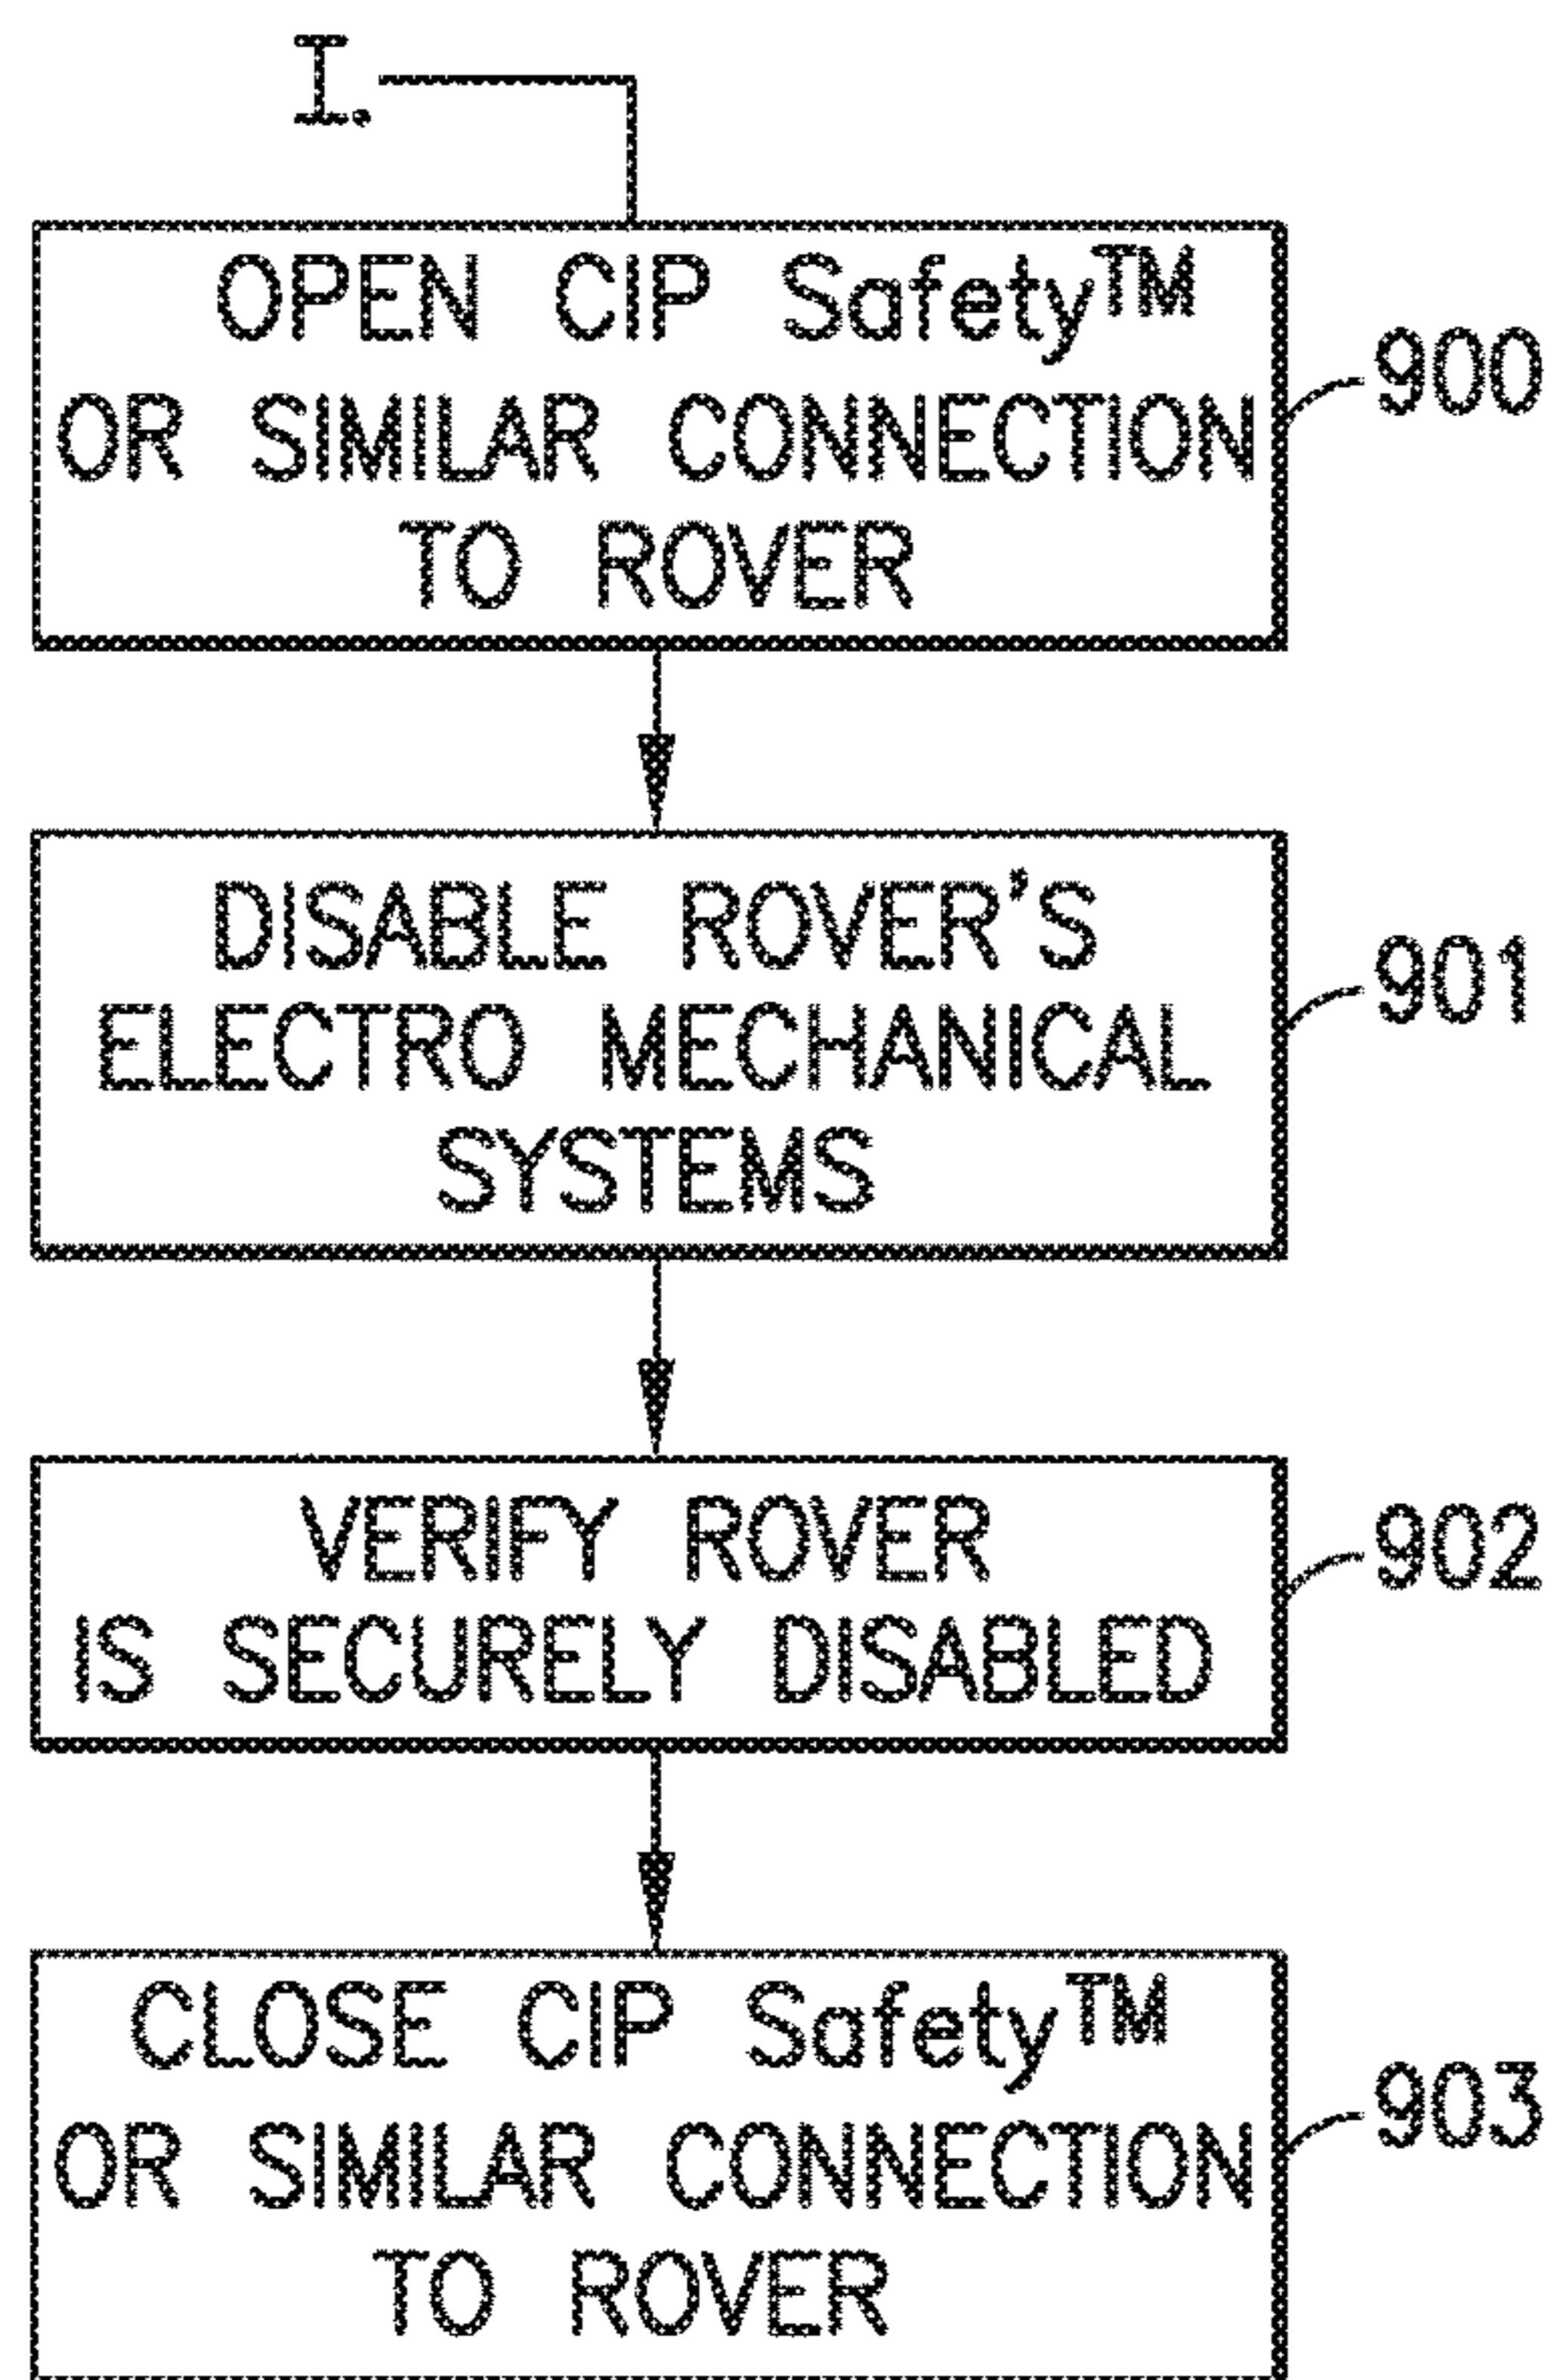 I.
OPEN CIP Safety™
OR SIMILAR CONNECTION
TO ROVER
900
DISABLE ROVER'S
ELECTRO MECHANICAL
SYSTEMS
901
VERIFY ROVER
IS SECURELY DISABLED
902
CLOSE CIP Safety™
OR SIMILAR CONNECTION
TO ROVER
903